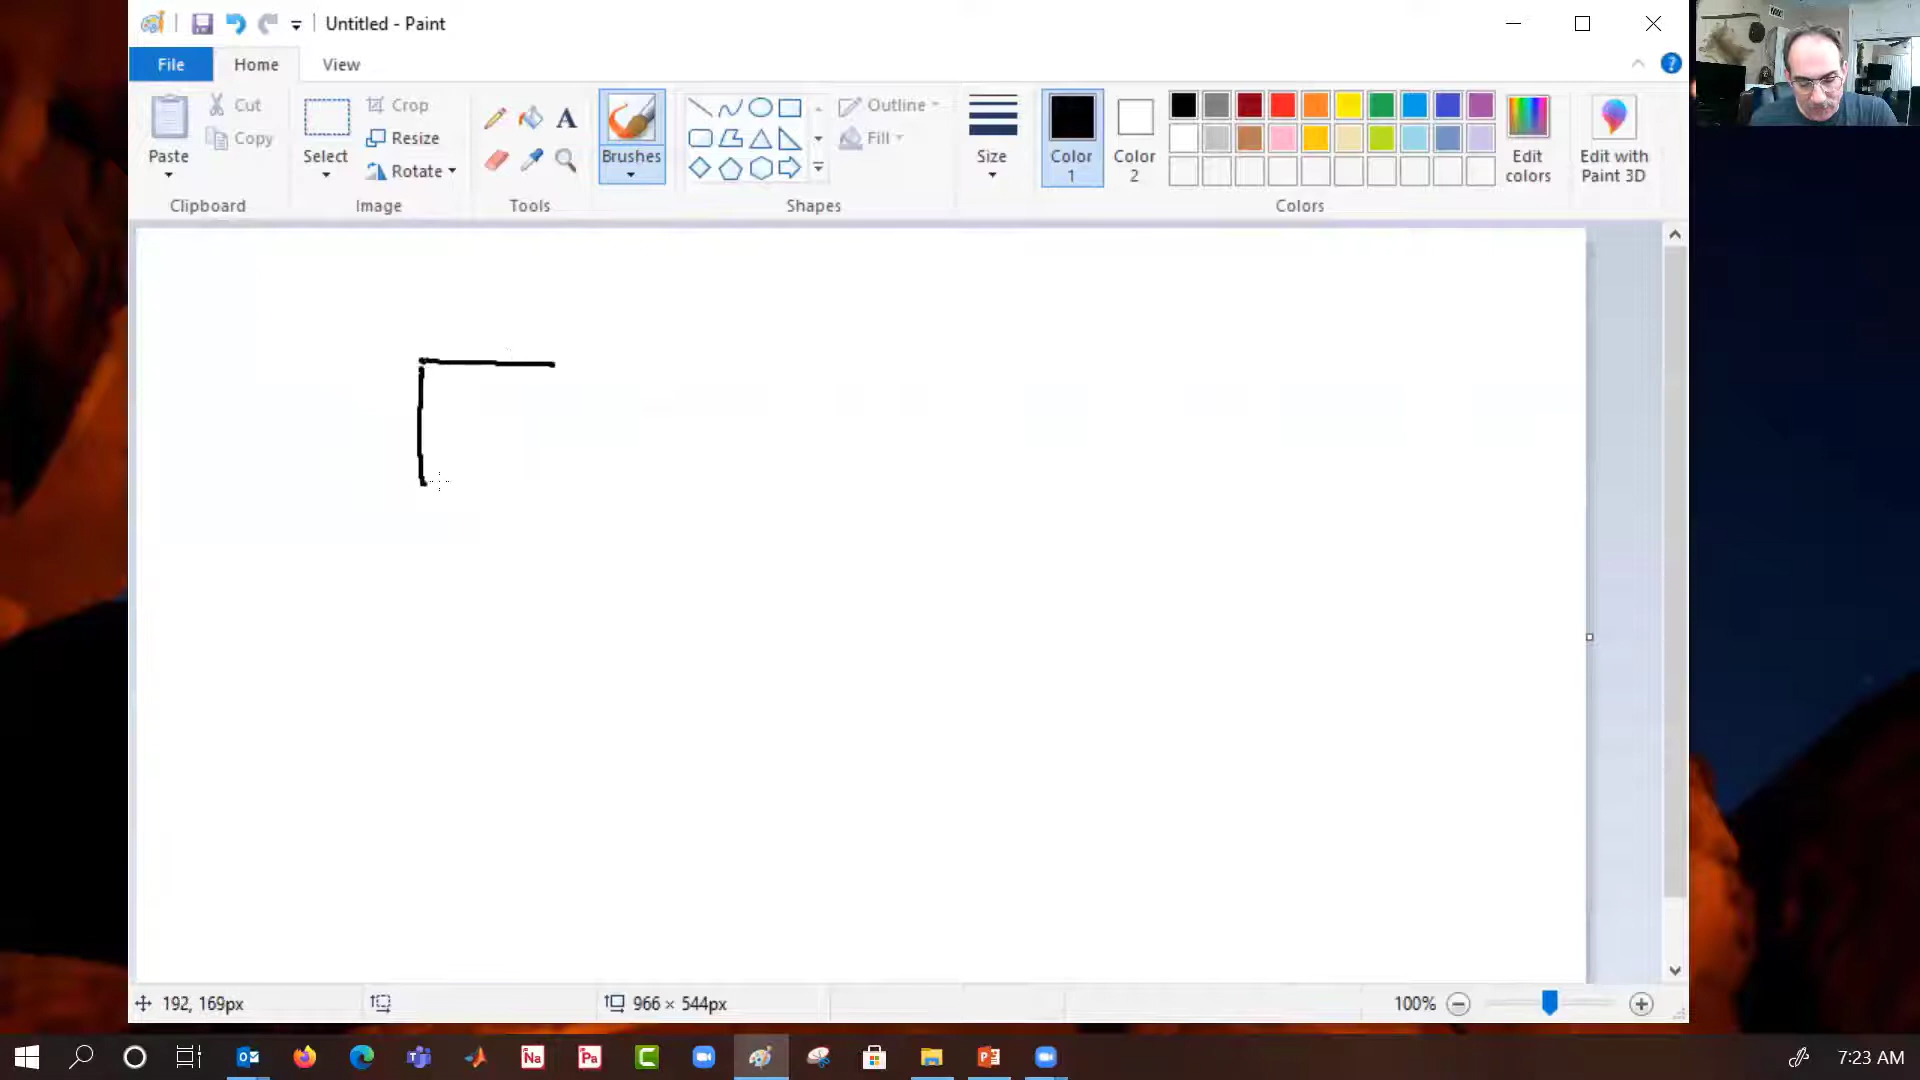 Untitled - Paint
File Home View
Paste
Cut
Copy
Clipboard
Select
Crop
Resize
Rotate
Image
A
Tools
Brushes
Outline
Fill
Shapes
Size
Color 1
Color 2
Edit colors
Edit with Paint 3D
Colors
?
192, 169px
966 × 544px
100%
Na
Pa
C
7:23 AM